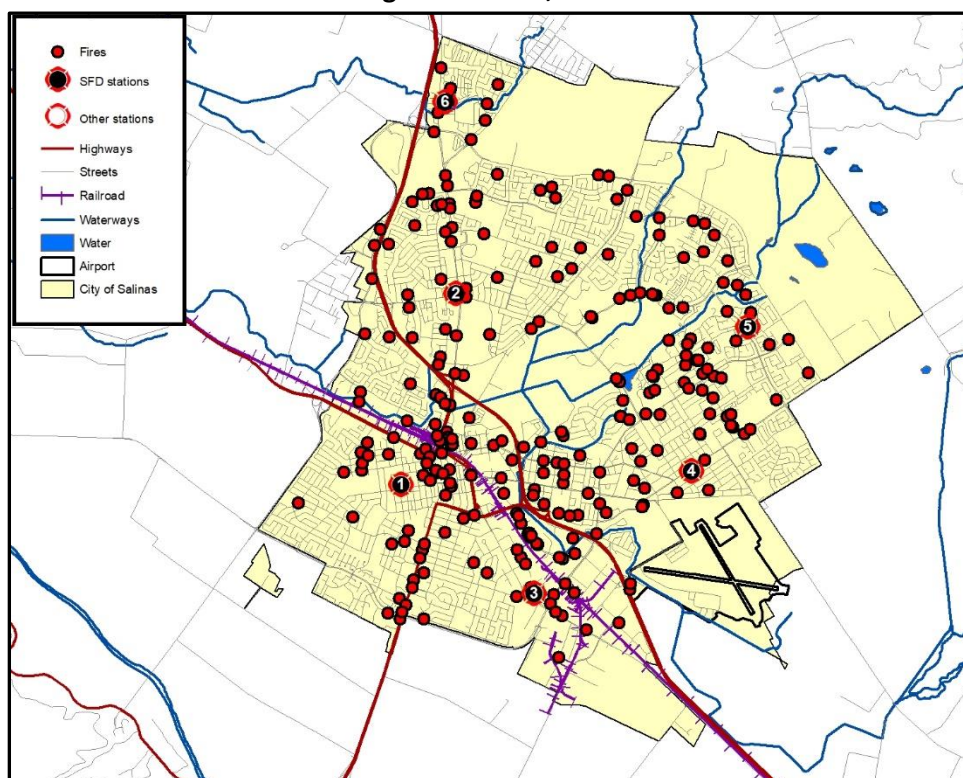 Fires
SFD stations
Other stations
Highways
Streets
Railroad
Waterways
Water
Airport
City of Salinas
6
2
5
4
1
3